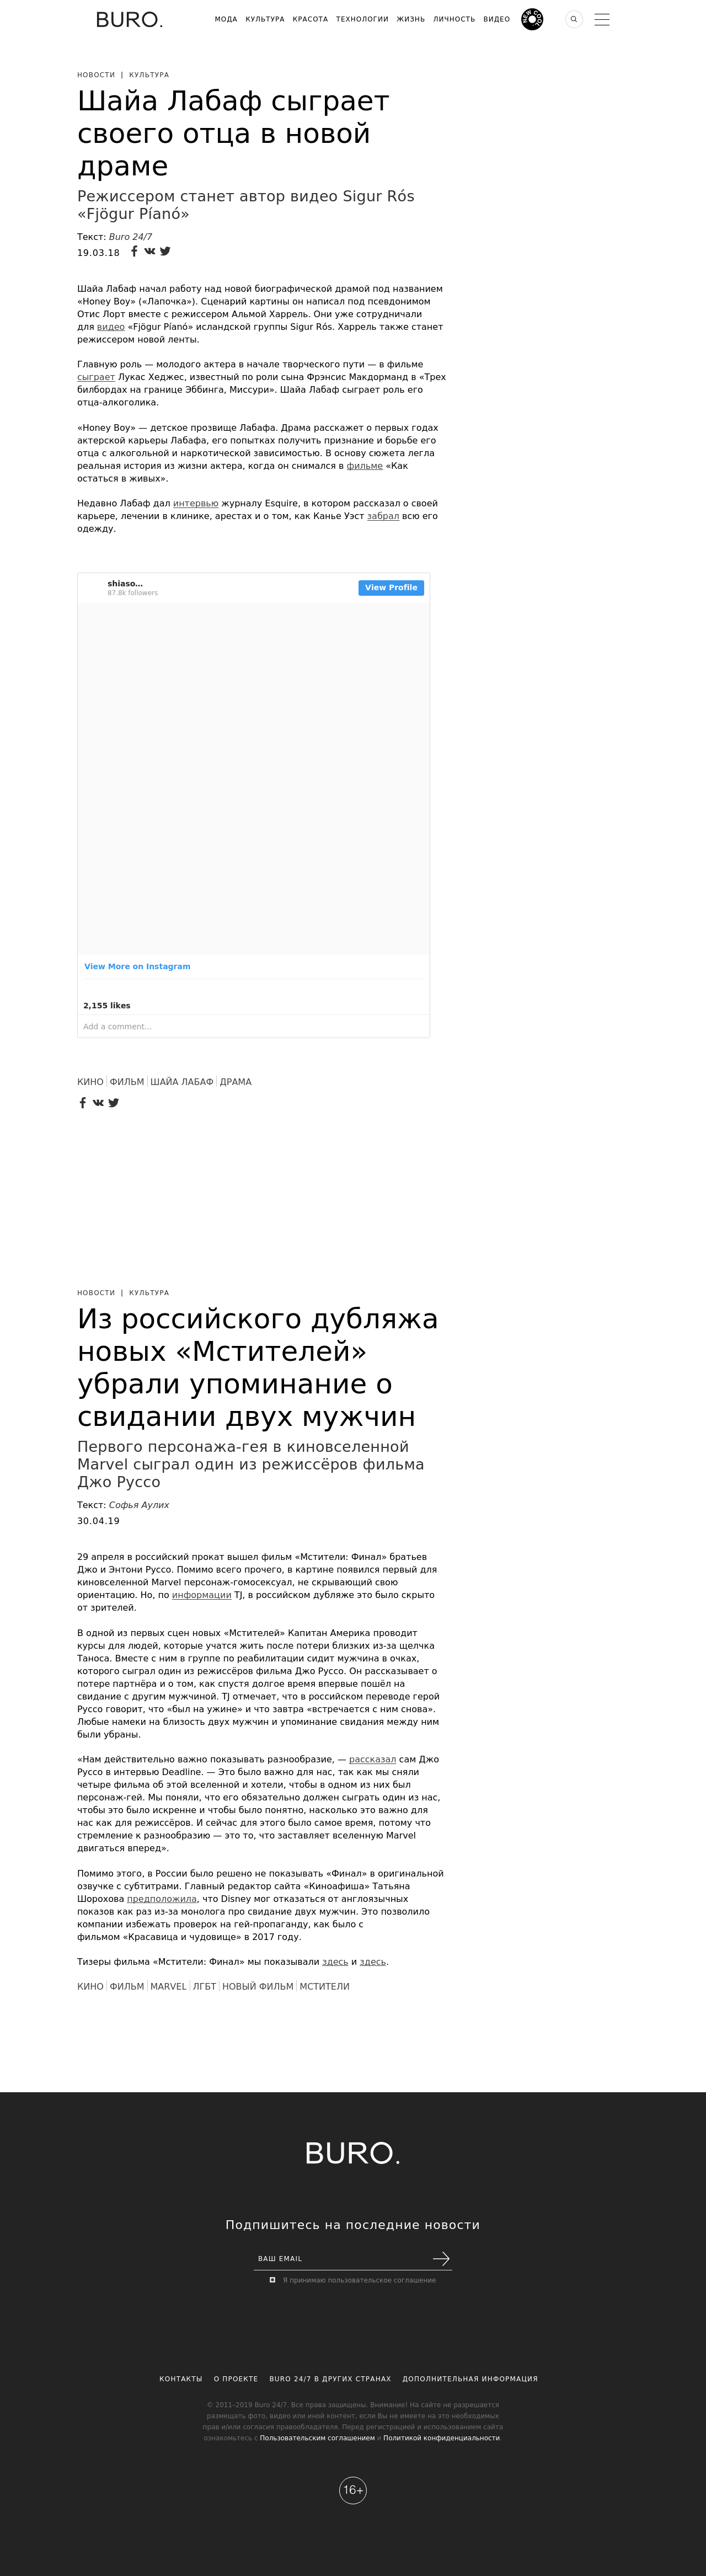 BURO.
МОДА КУЛЬТУРА КРАСОТА ТЕХНОЛОГИИ ЖИЗНЬ ЛИЧНОСТЬ ВИДЕО
НОВОСТИ | КУЛЬТУРА
Шайа Лабаф сыграет
своего отца в новой
драме
Режиссером станет автор видео Sigur Rós
«Fjögur Píanó»
Текст: Buro 24/7
19.03.18
Шайа Лабаф начал работу над новой биографической драмой под названием
«Honey Boy» («Лапочка»). Сценарий картины он написал под псевдонимом
Отис Лорт вместе с режиссером Альмой Харрель. Они уже сотрудничали
для видео «Fjögur Píanó» исландской группы Sigur Rós. Харрель также станет
режиссером новой ленты.
Главную роль — молодого актера в начале творческого пути — в фильме
сыграет Лукас Хеджес, известный по роли сына Фрэнсис Макдорманд в «Трех
билбордах на границе Эббинга, Миссури». Шайа Лабаф сыграет роль его
отца-алкоголика.
«Honey Boy» — детское прозвище Лабафа. Драма расскажет о первых годах
актерской карьеры Лабафа, его попытках получить признание и борьбе его
отца с алкогольной и наркотической зависимостью. В основу сюжета легла
реальная история из жизни актера, когда он снимался в фильме «Как
остаться в живых».
Недавно Лабаф дал интервью журналу Esquire, в котором рассказал о своей
карьере, лечении в клинике, арестах и о том, как Канье Уэст забрал всю его
одежду.
shiaso...
87.8k followers
View Profile
View More on Instagram
2,155 likes
Add a comment...
КИНО ФИЛЬМ ШАЙА ЛАБАФ ДРАМА
НОВОСТИ | КУЛЬТУРА
Из российского дубляжа
новых «Мстителей»
убрали упоминание о
свидании двух мужчин
Первого персонажа-гея в киновселенной
Marvel сыграл один из режиссёров фильма
Джо Руссо
Текст: Софья Аулих
30.04.19
29 апреля в российский прокат вышел фильм «Мстители: Финал» братьев
Джо и Энтони Руссо. Помимо всего прочего, в картине появился первый для
киновселенной Marvel персонаж-гомосексуал, не скрывающий свою
ориентацию. Но, по информации TJ, в российском дубляже это было скрыто
от зрителей.
В одной из первых сцен новых «Мстителей» Капитан Америка проводит
курсы для людей, которые учатся жить после потери близких из-за щелчка
Таноса. Вместе с ним в группе по реабилитации сидит мужчина в очках,
которого сыграл один из режиссёров фильма Джо Руссо. Он рассказывает о
потере партнёра и о том, как спустя долгое время впервые пошёл на
свидание с другим мужчиной. TJ отмечает, что в российском переводе герой
Руссо говорит, что «был на ужине» и что завтра «встречается с ним снова».
Любые намеки на близость двух мужчин и упоминание свидания между ним
были убраны.
«Нам действительно важно показывать разнообразие, — рассказал сам Джо
Руссо в интервью Deadline. — Это было важно для нас, так как мы сняли
четыре фильма об этой вселенной и хотели, чтобы в одном из них был
персонаж-гей. Мы поняли, что его обязательно должен сыграть один из нас,
чтобы это было искренне и чтобы было понятно, насколько это важно для
нас как для режиссёров. И сейчас для этого было самое время, потому что
стремление к разнообразию — это то, что заставляет вселенную Marvel
двигаться вперед».
Помимо этого, в России было решено не показывать «Финал» в оригинальной
озвучке с субтитрами. Главный редактор сайта «Киноафиша» Татьяна
Шорохова предположила, что Disney мог отказаться от англоязычных
показов как раз из-за монолога про свидание двух мужчин. Это позволило
компании избежать проверок на гей-пропаганду, как было с
фильмом «Красавица и чудовище» в 2017 году.
Тизеры фильма «Мстители: Финал» мы показывали здесь и здесь.
КИНО ФИЛЬМ MARVEL ЛГБТ НОВЫЙ ФИЛЬМ МСТИТЕЛИ
BURO.
Подпишитесь на последние новости
ВАШ EMAIL
Я принимаю пользовательское соглашение
КОНТАКТЫ О ПРОЕКТЕ BURO 24/7 В ДРУГИХ СТРАНАХ ДОПОЛНИТЕЛЬНАЯ ИНФОРМАЦИЯ
© 2011–2019 Buro 24/7. Все права защищены. Внимание! На сайте не разрешается
размещать фото, видео или иной контент, если Вы не имеете на это необходимых
прав и/или согласия правообладателя. Перед регистрацией и использованием сайта
ознакомьтесь с Пользовательским соглашением и Политикой конфиденциальности
16+